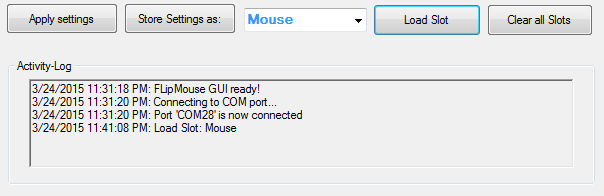 Apply settings Store Settings as: Mouse Load Slot Clear all Slots
Activity-Log
3/24/2015 11:31:18 PM: FLipMouse GUI ready!
3/24/2015 11:31:20 PM: Connecting to COM port...
3/24/2015 11:31:20 PM: Port 'COM28' is now connected
3/24/2015 11:41:08 PM: Load Slot: Mouse